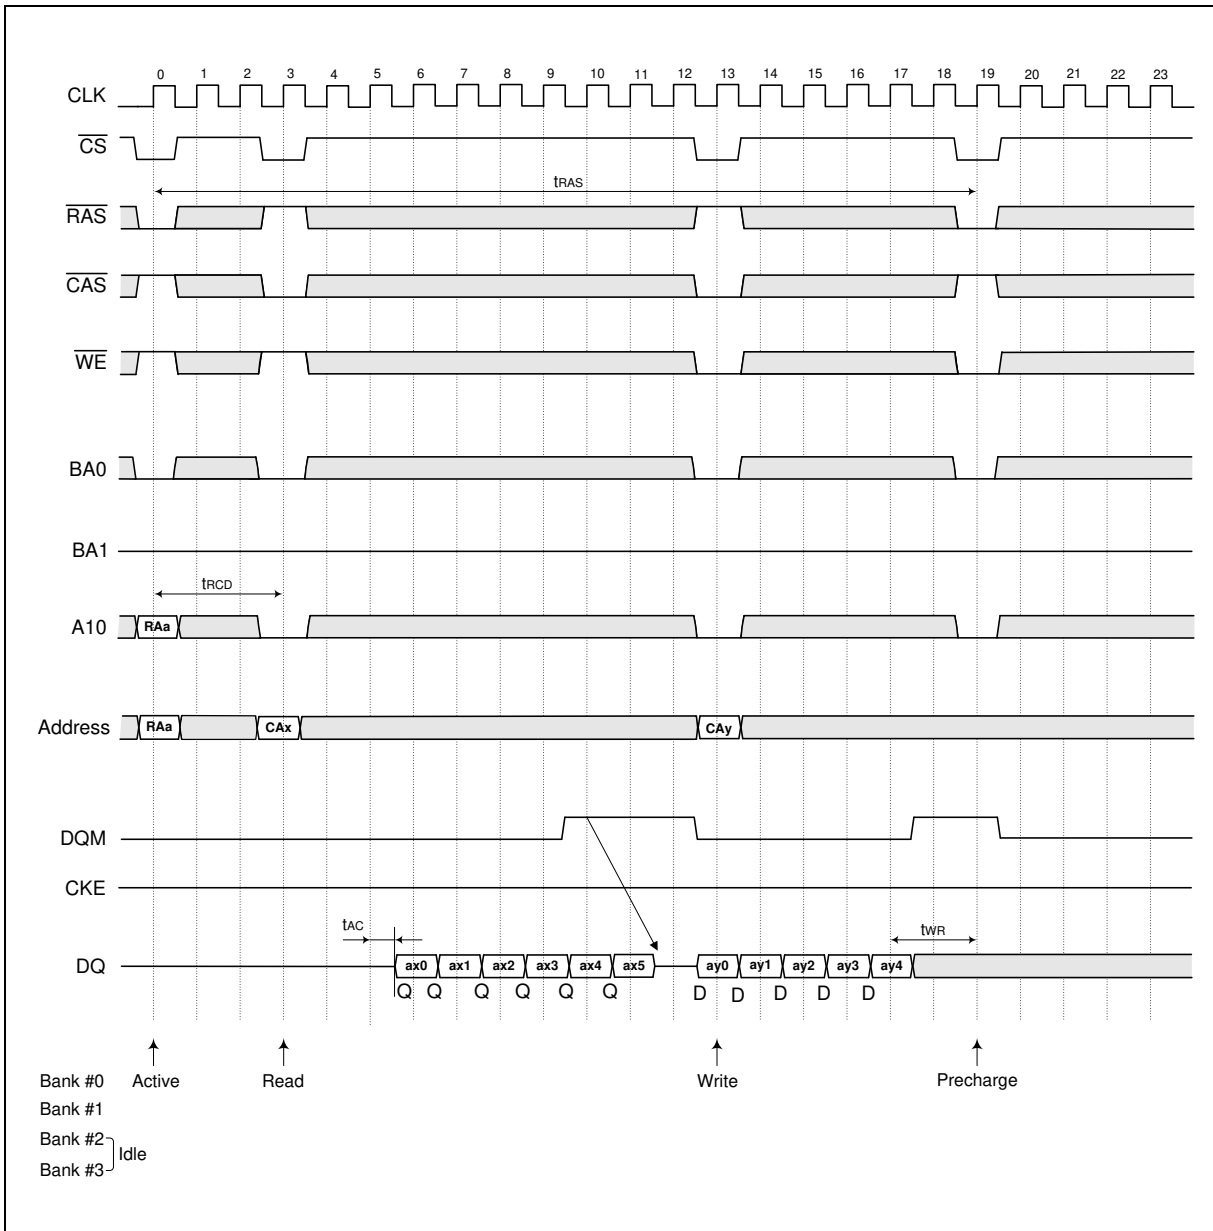 0 1 2 3 4 5 6 7 8 9 10 11 12 13 14 15 16 17 18 19 20 21 22 23
CLK
CS
tRAS
RAS
CAS
WE
BA0
BA1
tRCD
A10 RAa
Address RAa CAx CAy
DQM
CKE
tAC tWR
DQ ax0 ax1 ax2 ax3 ax4 ax5 ay0 ay1 ay2 ay3 ay4
Q Q Q Q Q Q D D D D D
Bank #0 Active Read Write Precharge
Bank #1
Bank #2
Idle
Bank #3